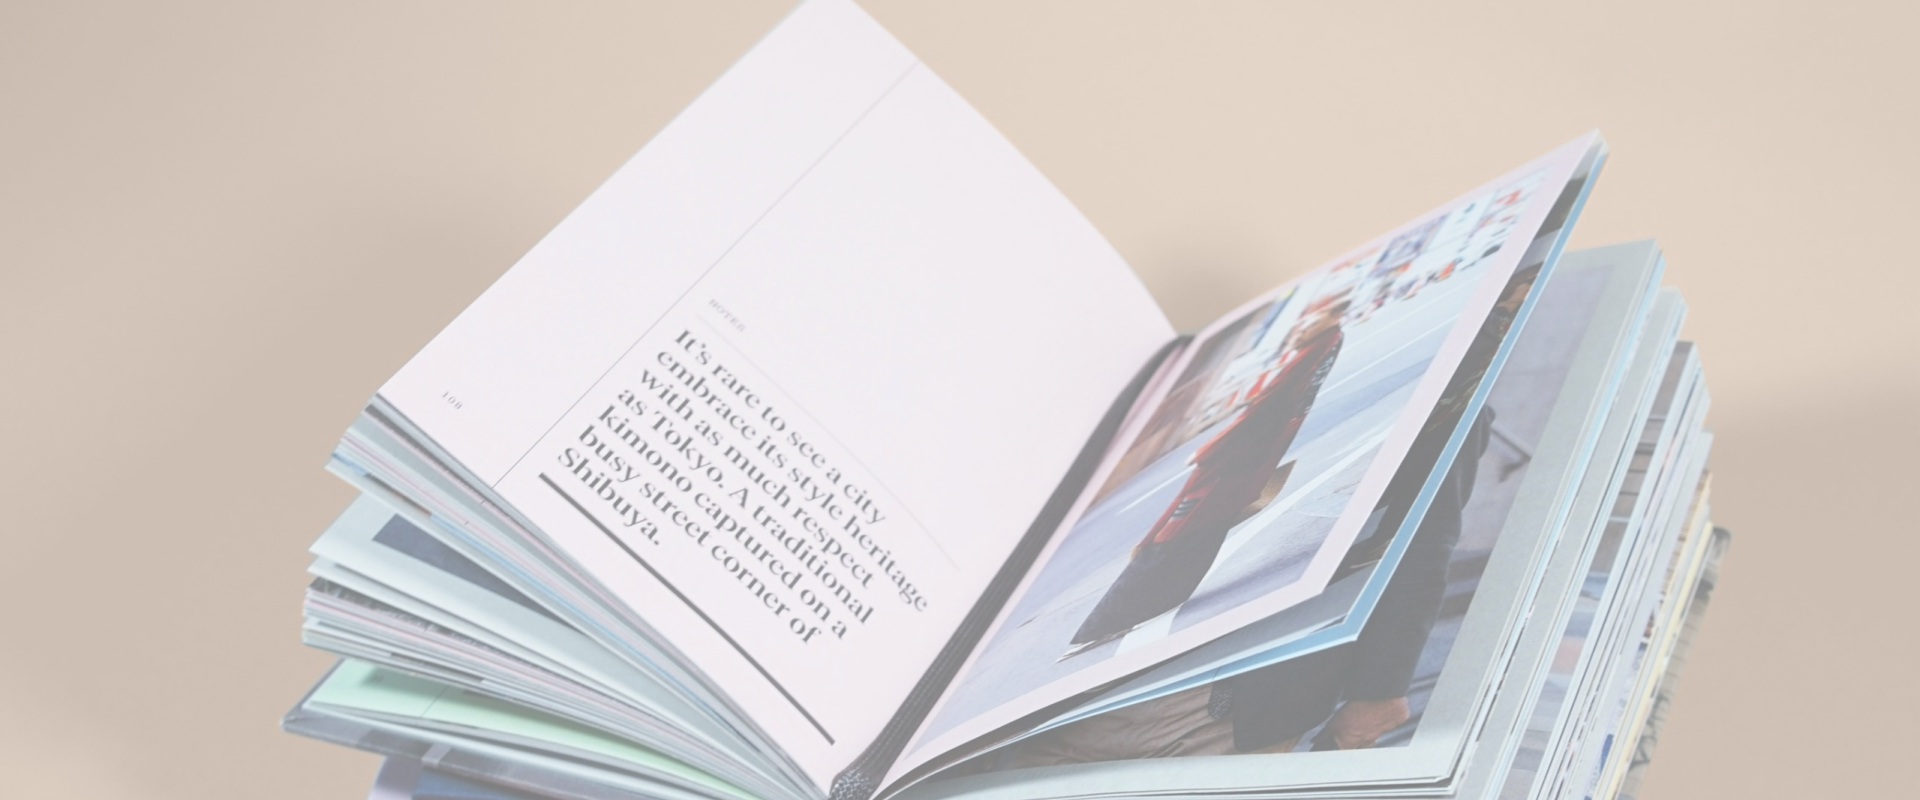 NOTES
It's rare to see a city
embrace its style heritage
with as much respect
as Tokyo. A traditional
kimono captured on a
busy street corner of
Shibuya.
108